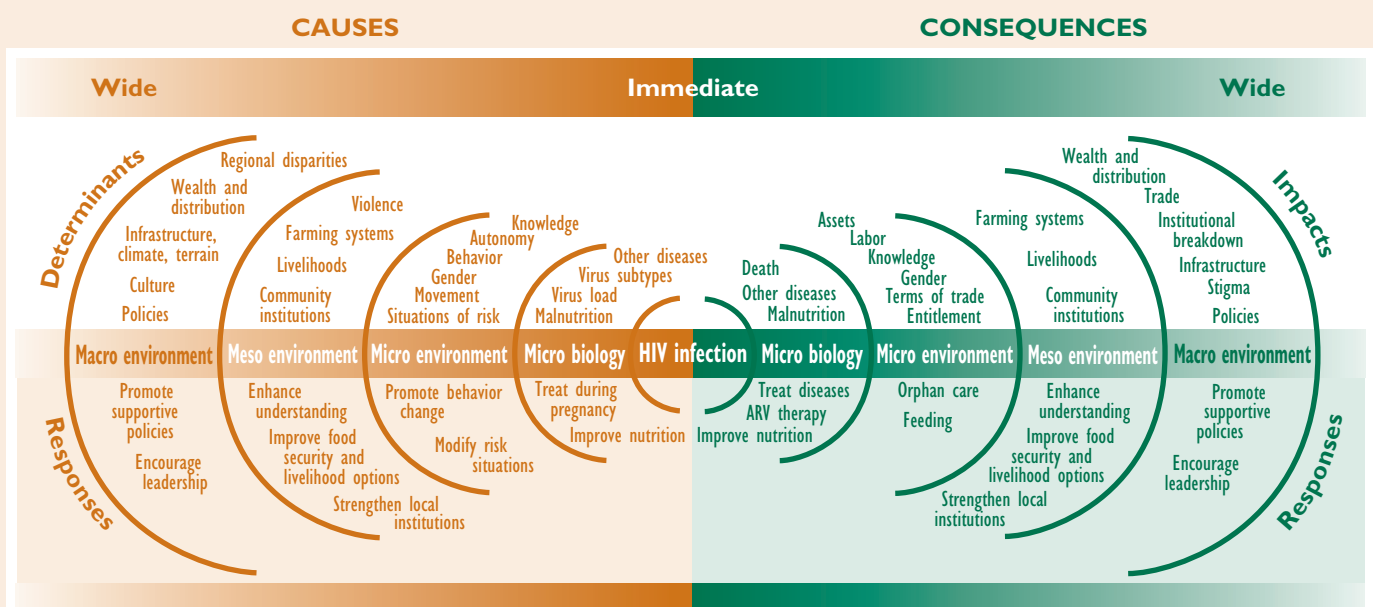 CAUSES
CONSEQUENCES
Wide
Immediate
Wide
Determinants
Regional disparities
Wealth and
distribution
Infrastructure,
climate, terrain
Culture
Policies
Violence
Farming systems
Livelihoods
Community
institutions
Knowledge
Autonomy
Behavior
Gender
Movement
Situations of risk
Other diseases
Virus subtypes
Virus load
Malnutrition
Death
Other diseases
Malnutrition
Assets
Labor
Knowledge
Gender
Terms of trade
Entitlement
Farming systems
Livelihoods
Community
institutions
Wealth and
distribution
Trade
Institutional
breakdown
Infrastructure
Stigma
Policies
Impacts
Macro environment
Meso environment
Micro environment
Micro biology
HIV infection
Micro biology
Micro environment
Meso environment
Macro environment
Responses
Promote
supportive
policies
Encourage
leadership
Enhance
understanding
Improve food
security and
livelihood options
Strengthen local
institutions
Promote behavior
change
Modify risk
situations
Treat during
pregnancy
Improve nutrition
Treat diseases
ARV therapy
Improve nutrition
Orphan care
Feeding
Enhance
understanding
Improve food
security and
livelihood options
Strengthen local
institutions
Promote
supportive
policies
Encourage
leadership
Responses